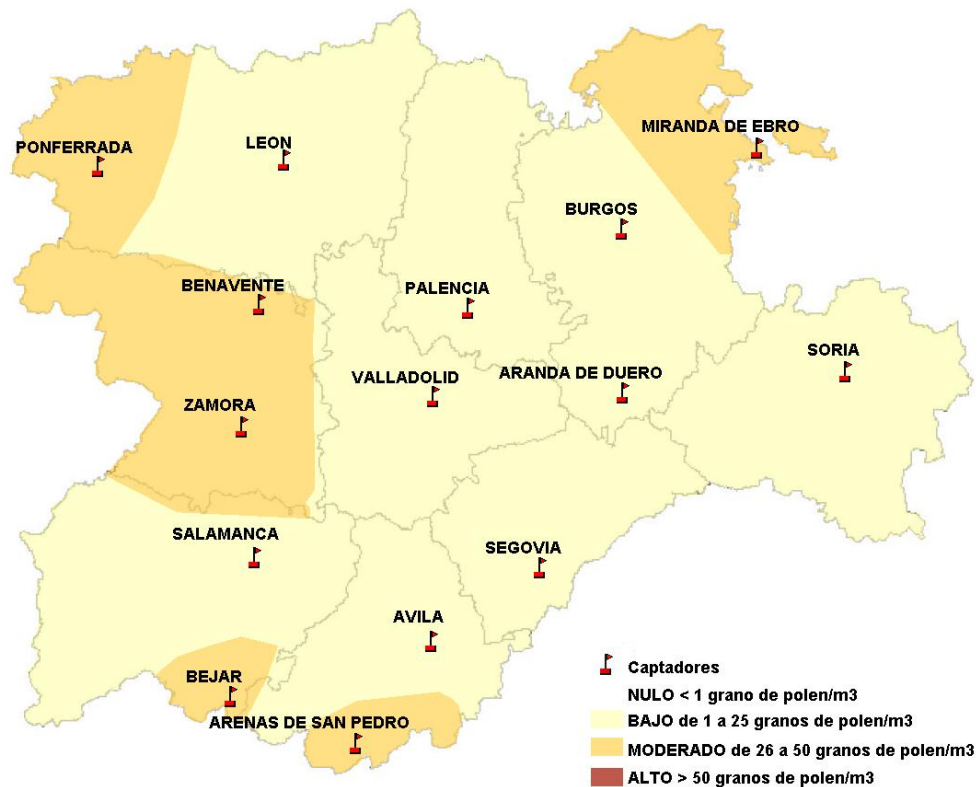 MIRANDA DE EBRO
PONFERRADA
LEON
BURGOS
BENAVENTE
PALENCIA
SORIA
VALLADOLID
ARANDA DE DUERO
ZAMORA
SALAMANCA
SEGOVIA
AVILA
BEJAR
ARENAS DE SAN PEDRO
Captadores
NULO < 1 grano de polen/m3
BAJO de 1 a 25 granos de polen/m3
MODERADO de 26 a 50 granos de polen/m3
ALTO > 50 granos de polen/m3